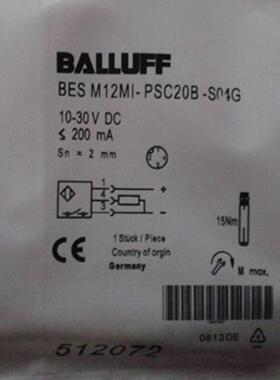 BALLUFF
BES M12MI-PSC20B-S04G
10-30 V DC
≤ 200 mA
Sn = 2 mm
1 +
4
3 -
15Nm
1 Stück / Piece
Country of orgin
Germany
M max.
0813DE
512072